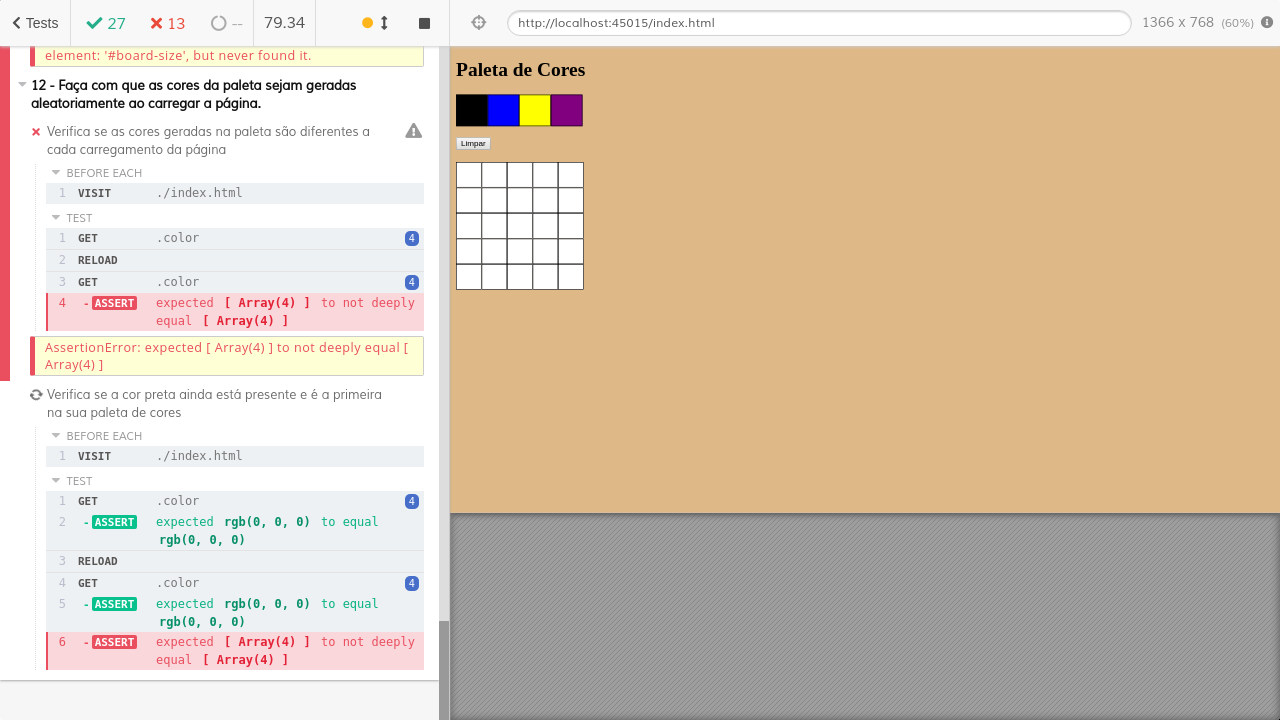 Tests 27 13 -- 79.34
http://localhost:45015/index.html 1366 x 768 (60%)
element: '#board-size', but never found it.
12 - Faça com que as cores da paleta sejam geradas
aleatoriamente ao carregar a página.
Verifica se as cores geradas na paleta são diferentes a
cada carregamento da página
BEFORE EACH
1 VISIT ./index.html
TEST
1 GET .color 4
2 RELOAD
3 GET .color 4
4 -ASSERT expected [ Array(4) ] to not deeply
equal [ Array(4) ]
AssertionError: expected [ Array(4) ] to not deeply equal [
Array(4) ]
Verifica se a cor preta ainda está presente e é a primeira
na sua paleta de cores
BEFORE EACH
1 VISIT ./index.html
TEST
1 GET .color 4
2 -ASSERT expected rgb(0, 0, 0) to equal
rgb(0, 0, 0)
3 RELOAD
4 GET .color 4
5 -ASSERT expected rgb(0, 0, 0) to equal
rgb(0, 0, 0)
6 -ASSERT expected [ Array(4) ] to not deeply
equal [ Array(4) ]
Paleta de Cores
Limpar